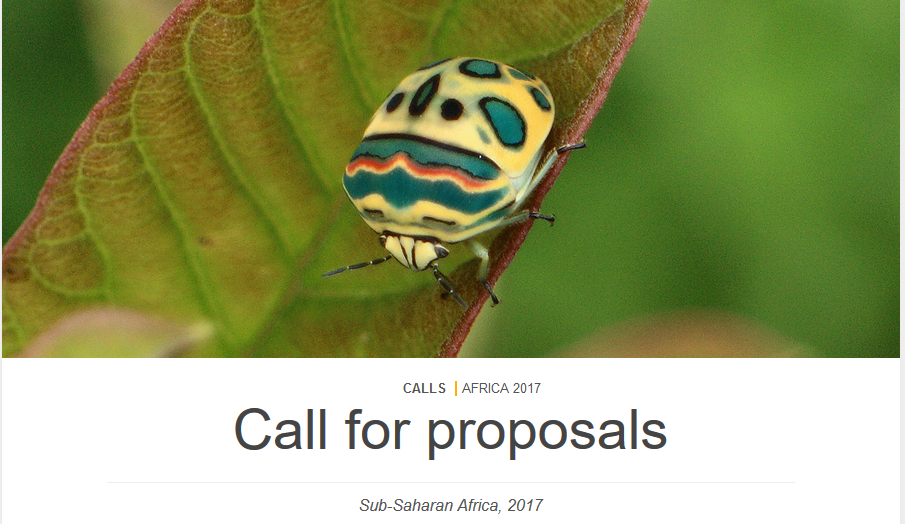 CALLS | AFRICA 2017
Call for proposals
Sub-Saharan Africa, 2017